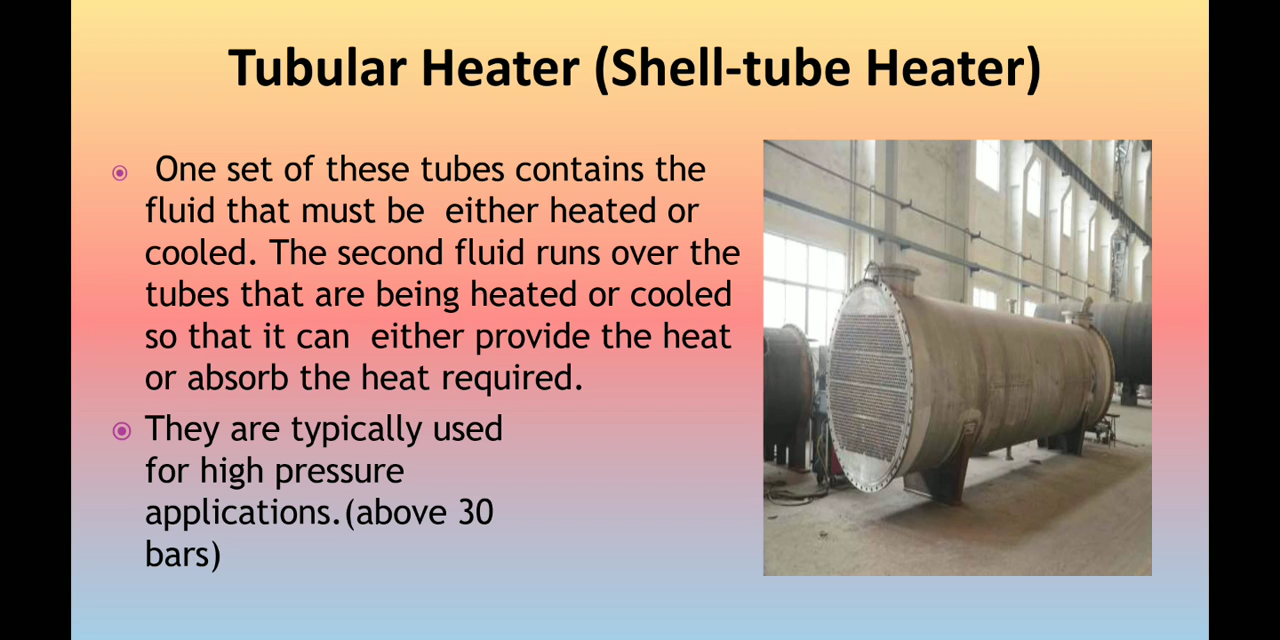 Tubular Heater (Shell-tube Heater)
One set of these tubes contains the
fluid that must be  either heated or
cooled. The second fluid runs over the
tubes that are being heated or cooled
so that it can  either provide the heat
or absorb the heat required.
They are typically used
for high pressure
applications.(above 30
bars)